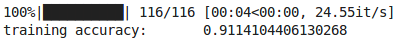 100%|██████████| 116/116 [00:04<00:00, 24.55it/s]
training accuracy:       0.9114104406130268